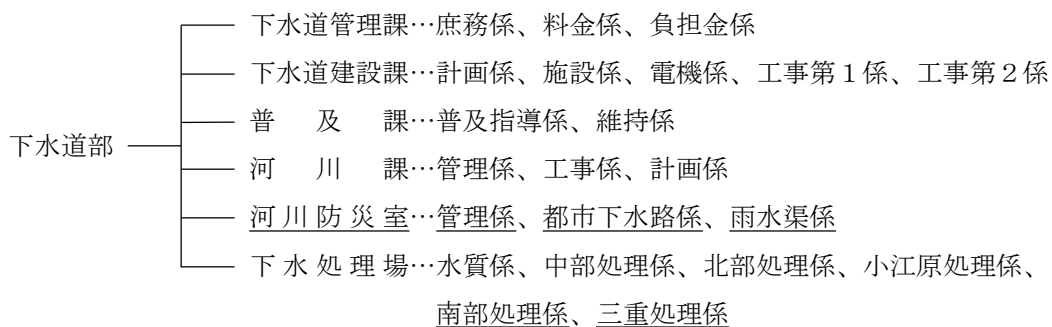 下水道管理課…庶務係、料金係、負担金係
下水道建設課…計画係、施設係、電機係、工事第1係、工事第2係
普及課…普及指導係、維持係
下水道部
河川課…管理係、工事係、計画係
河川防災室…管理係、都市下水路係、雨水渠係
下水処理場…水質係、中部処理係、北部処理係、小江原処理係、
南部処理係、三重処理係